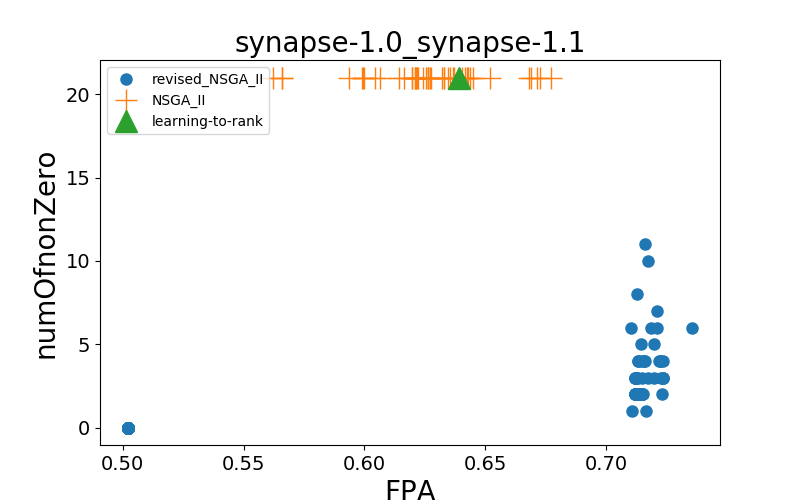 synapse-1.0_synapse-1.1
revised_NSGA_II
NSGA_II
learning-to-rank
numOfnonZero
20
15
10
5
0
0.50 0.55 0.60 0.65 0.70
FPA